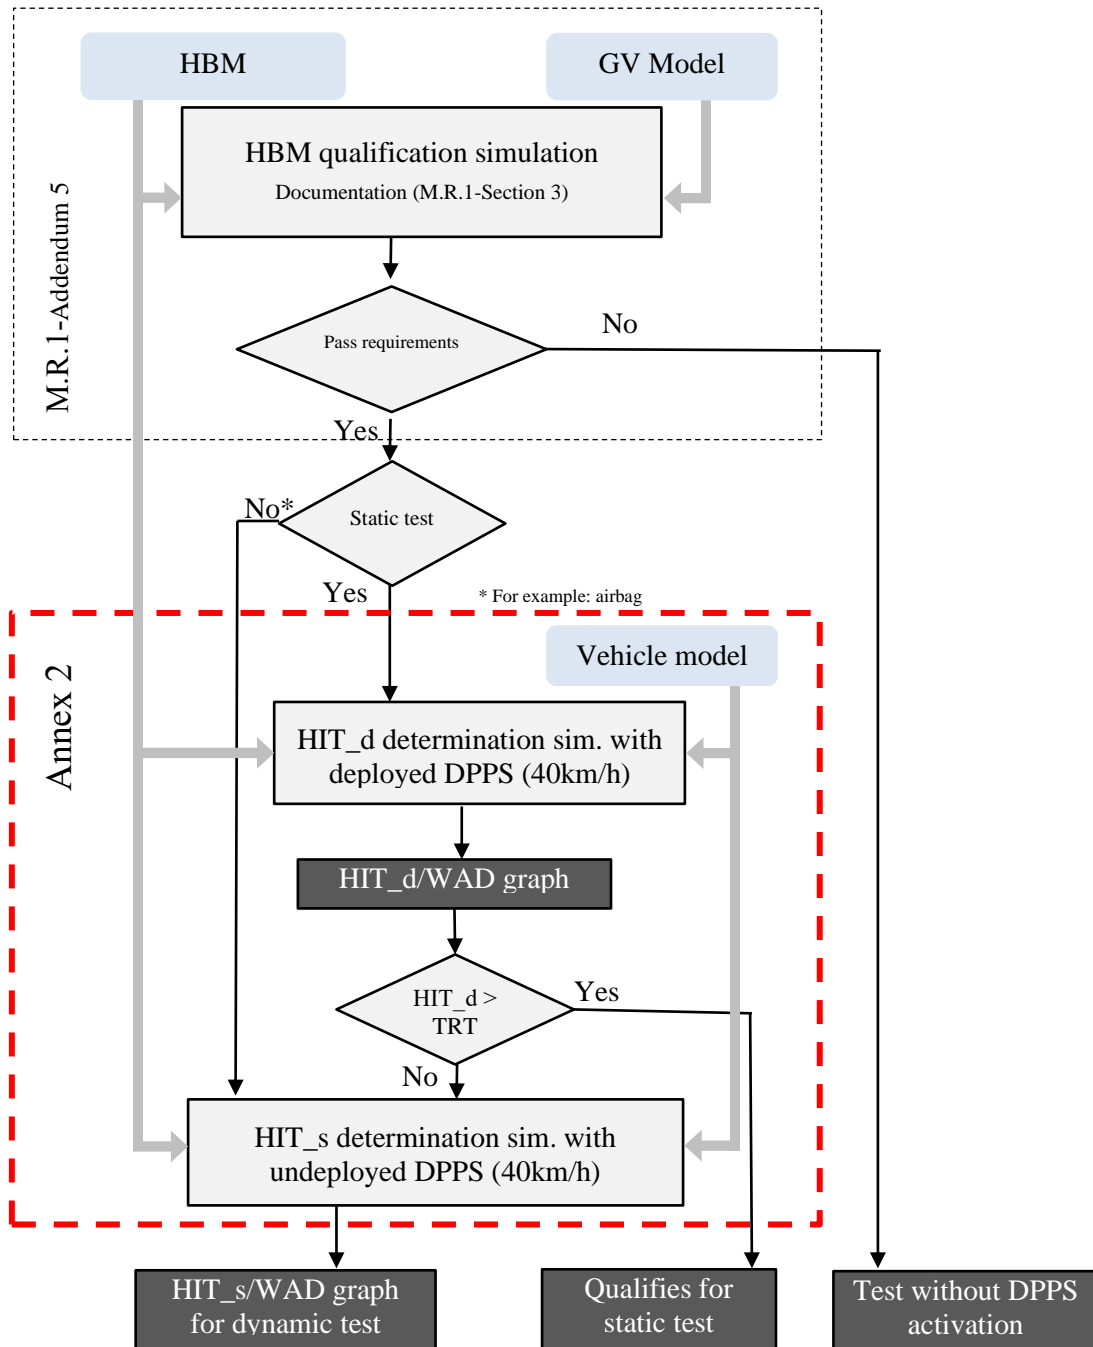 HBM
GV Model
HBM qualification simulation
Documentation (M.R.1-Section 3)
M.R.1-Addendum 5
Pass requirements
No
Yes
Static test
No*
Yes
* For example: airbag
Annex 2
Vehicle model
HIT_d determination sim. with
deployed DPPS (40km/h)
HIT_d/WAD graph
HIT_d >
TRT
Yes
No
HIT_s determination sim. with
undeployed DPPS (40km/h)
HIT_s/WAD graph
for dynamic test
Qualifies for
static test
Test without DPPS
activation